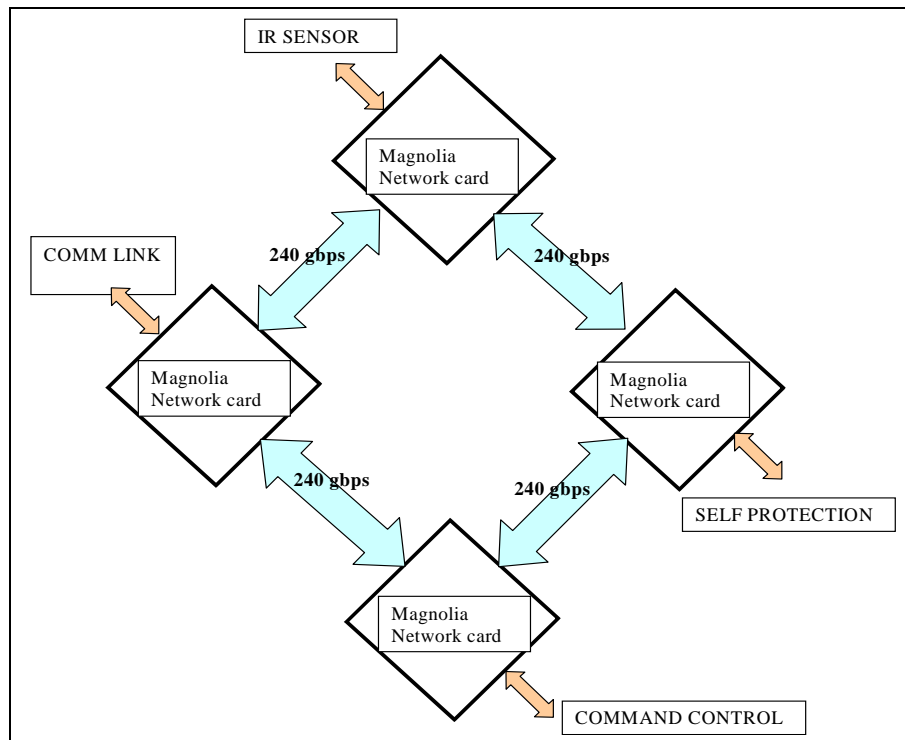 IR SENSOR
Magnolia
Network card
240 gbps
240 gbps
COMM LINK
Magnolia
Network card
Magnolia
Network card
240 gbps
240 gbps
SELF PROTECTION
Magnolia
Network card
COMMAND CONTROL